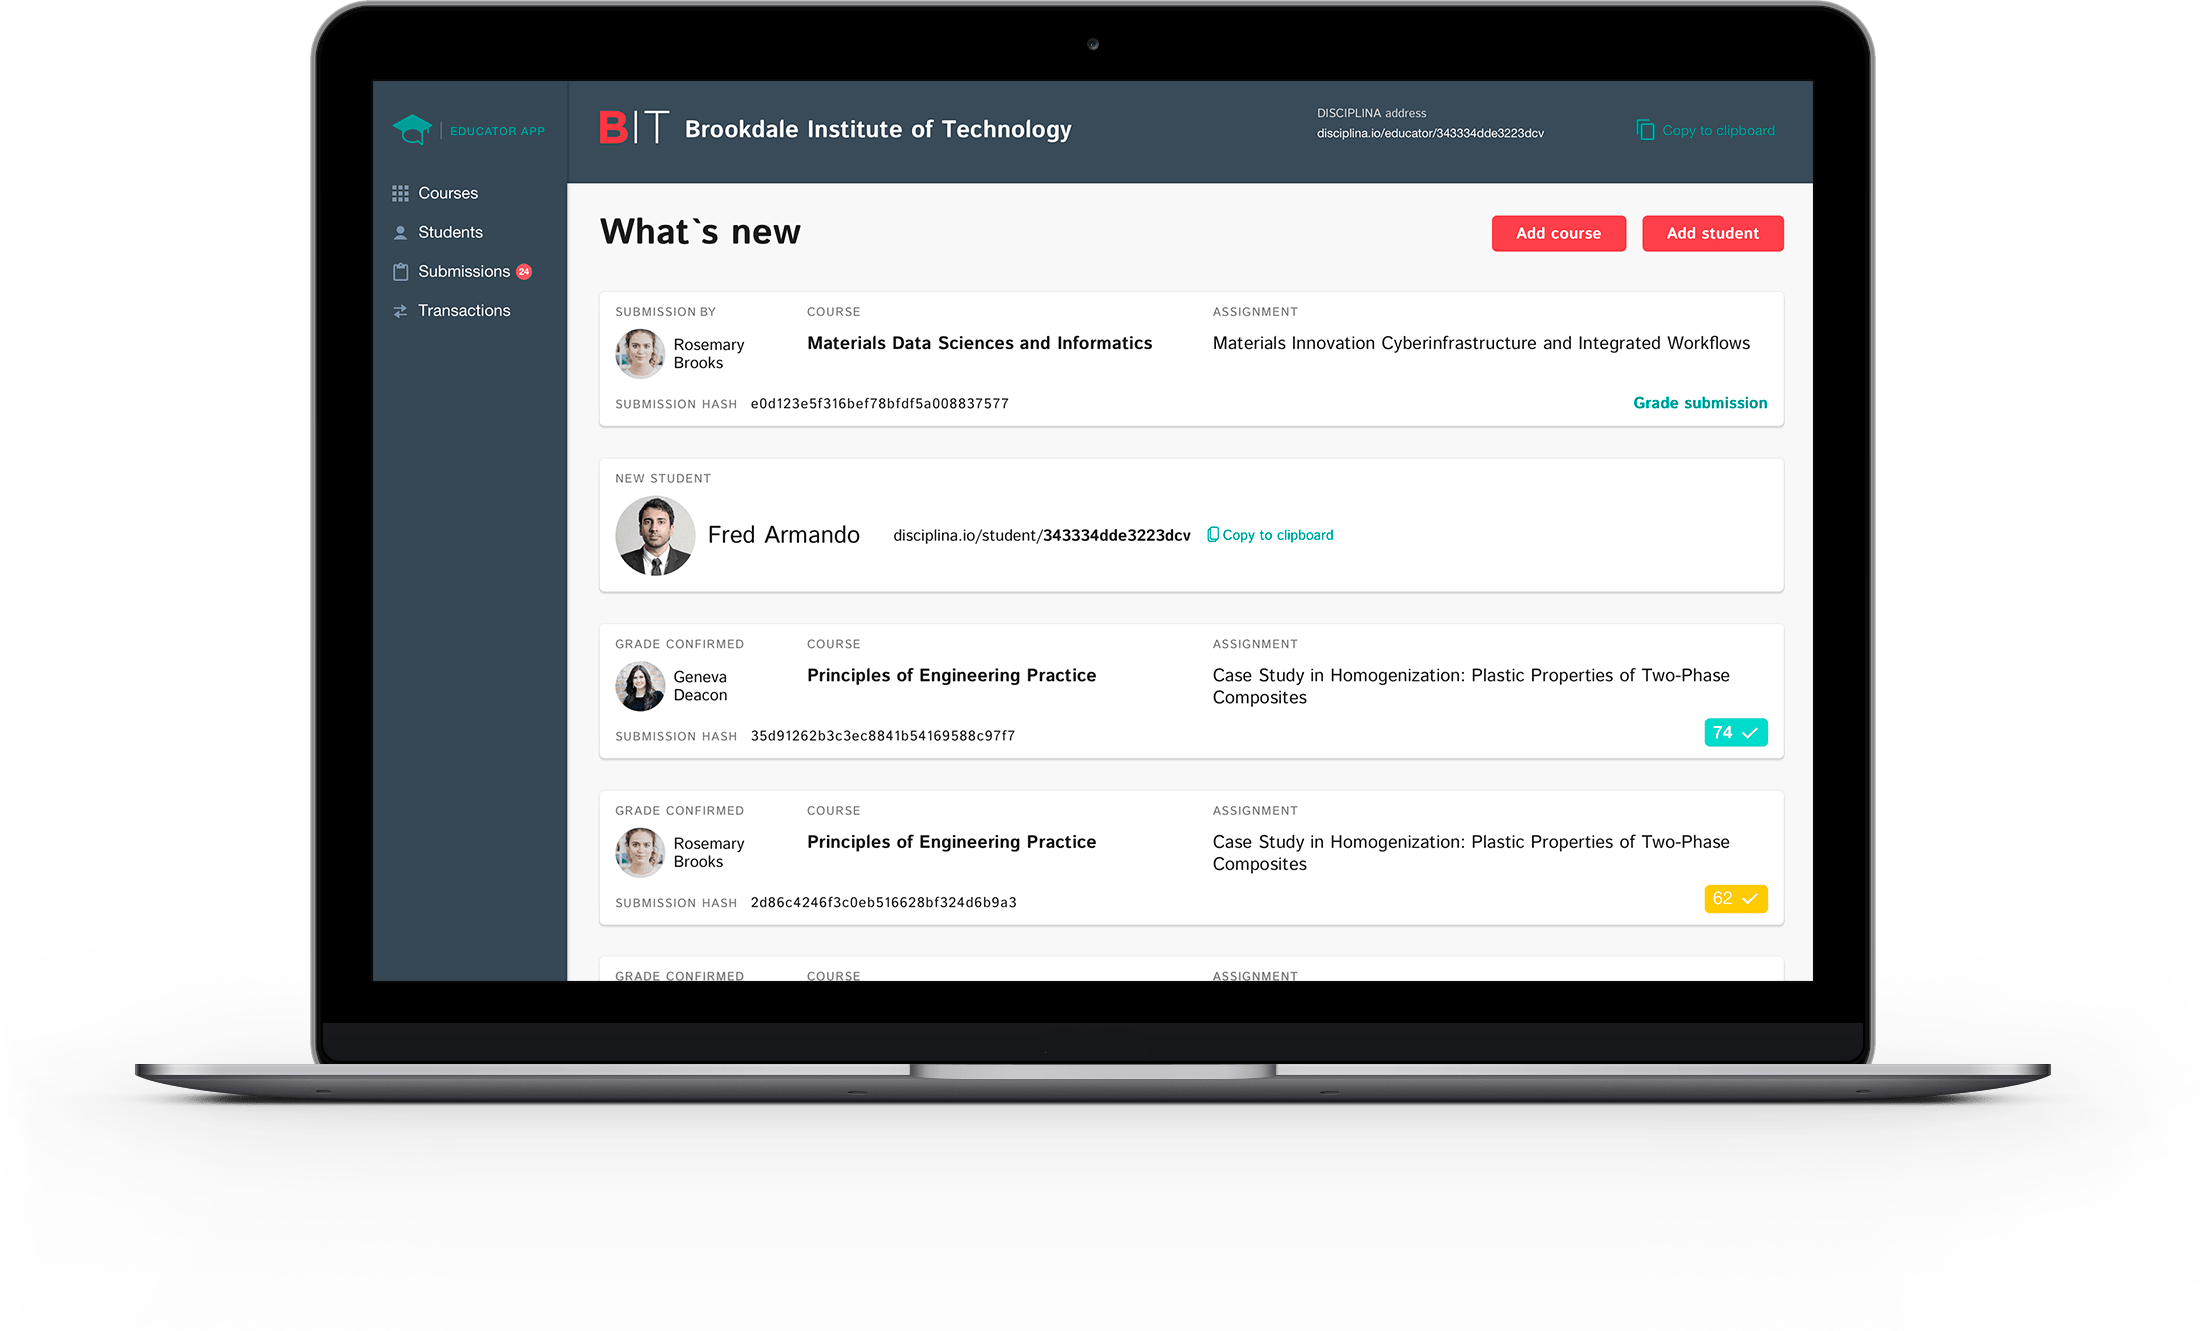 EDUCATOR APP
Courses
Students
Submissions 24
Transactions
BIT Brookdale Institute of Technology
DISCIPLINA address
disciplina.io/educator/343334dde3223dcv
Copy to clipboard
What`s new
Add course
Add student
SUBMISSION BY
Rosemary
Brooks
COURSE
Materials Data Sciences and Informatics
ASSIGNMENT
Materials Innovation Cyberinfrastructure and Integrated Workflows
SUBMISSION HASH e0d123e5f316bef78bfdf5a008837577
Grade submission
NEW STUDENT
Fred Armando
disciplina.io/student/343334dde3223dcv
Copy to clipboard
GRADE CONFIRMED
Geneva
Deacon
COURSE
Principles of Engineering Practice
ASSIGNMENT
Case Study in Homogenization: Plastic Properties of Two-Phase
Composites
SUBMISSION HASH 35d91262b3c3ec8841b54169588c97f7
74
GRADE CONFIRMED
Rosemary
Brooks
COURSE
Principles of Engineering Practice
ASSIGNMENT
Case Study in Homogenization: Plastic Properties of Two-Phase
Composites
SUBMISSION HASH 2d86c4246f3c0eb516628bf324d6b9a3
62
GRADE CONFIRMED
COURSE
ASSIGNMENT